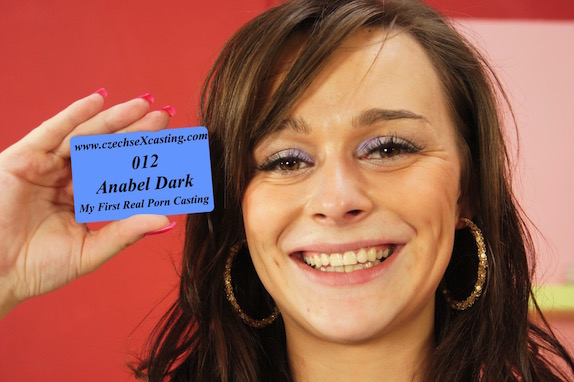 www.czechseXcasting.com
012
Anabel Dark
My First Real Porn Casting